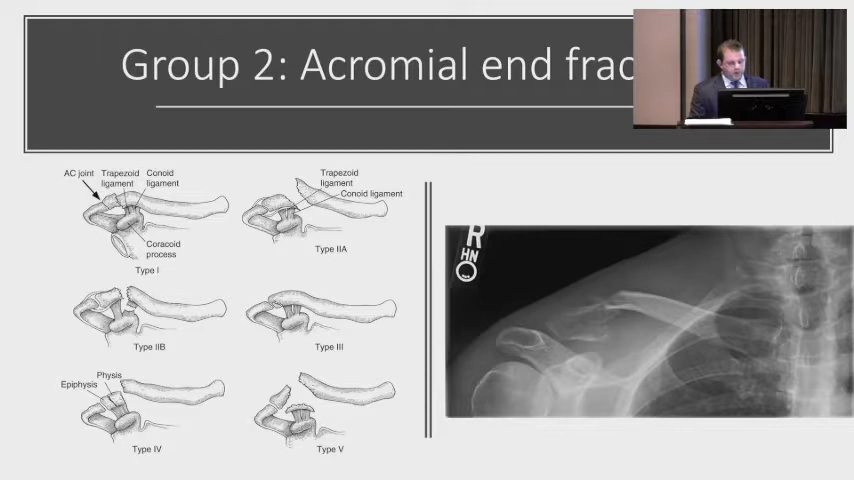 Group 2: Acromial end frac
AC joint
Trapezoid
ligament
Conoid
ligament
Coracoid
process
Type I
Trapezoid
ligament
Conoid ligament
Type IIA
Type IIB
Type III
Physis
Epiphysis
Type IV
Type V
R
HN